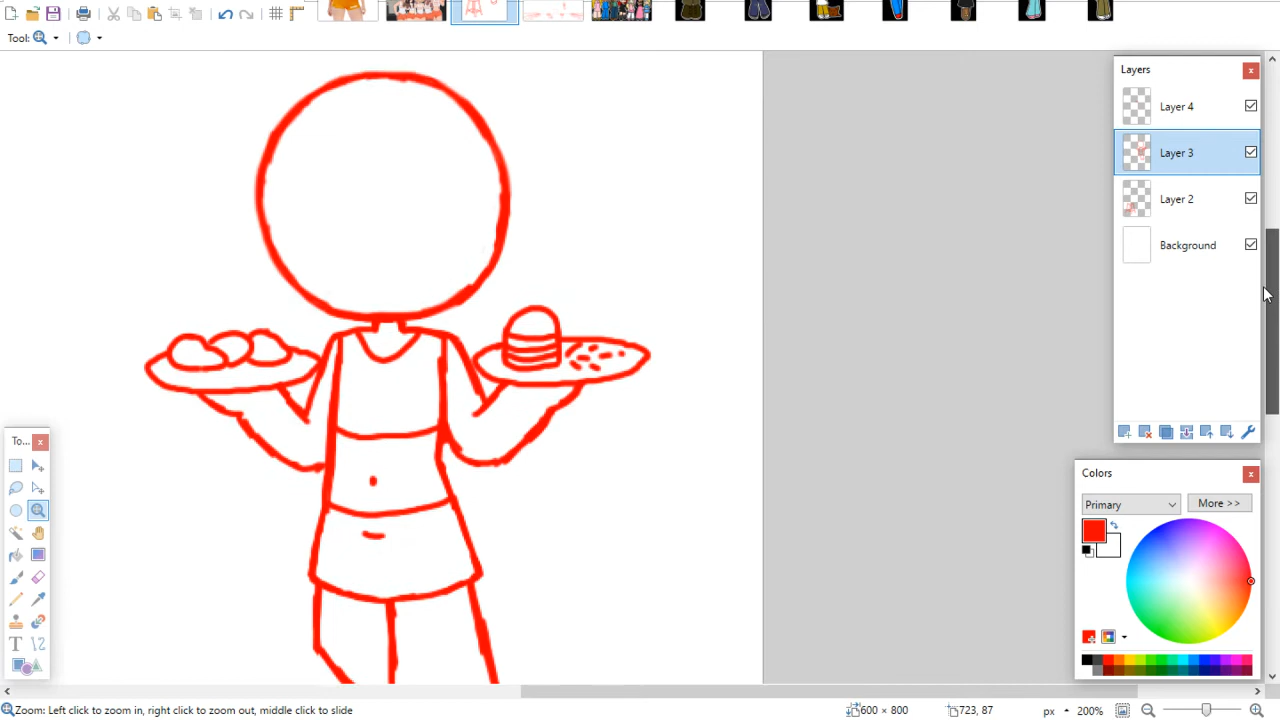 Tool:
Layers
Layer 4
Layer 3
Layer 2
Background
To...
Colors
Primary
More >>
Zoom: Left click to zoom in, right click to zoom out, middle click to slide
600 × 800
723, 87
px
200%